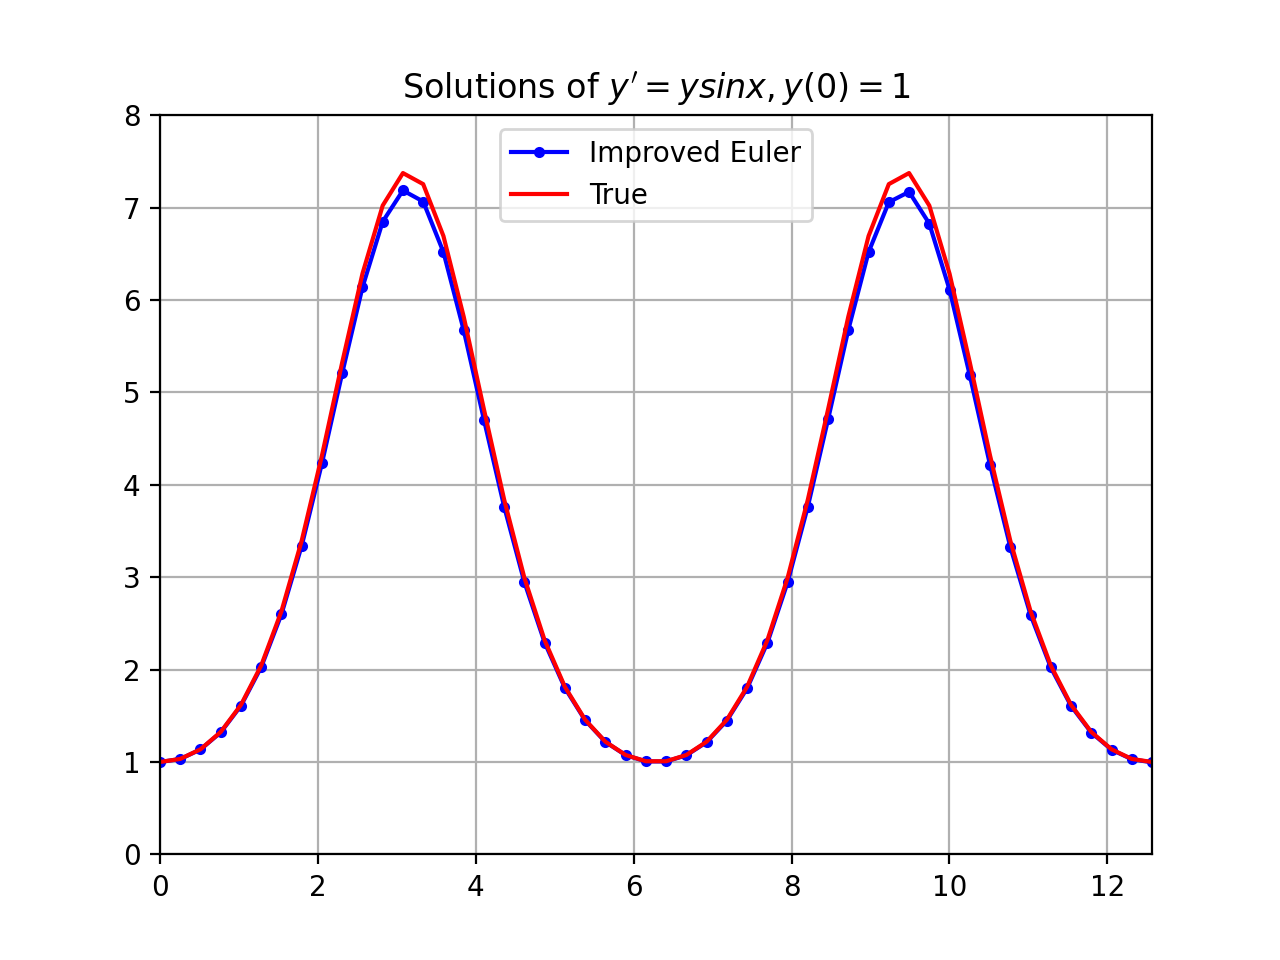 Solutions of y′ = ysinx, y(0) = 1
8
Improved Euler
True
7
6
5
4
3
2
1
0
0 2 4 6 8 10 12